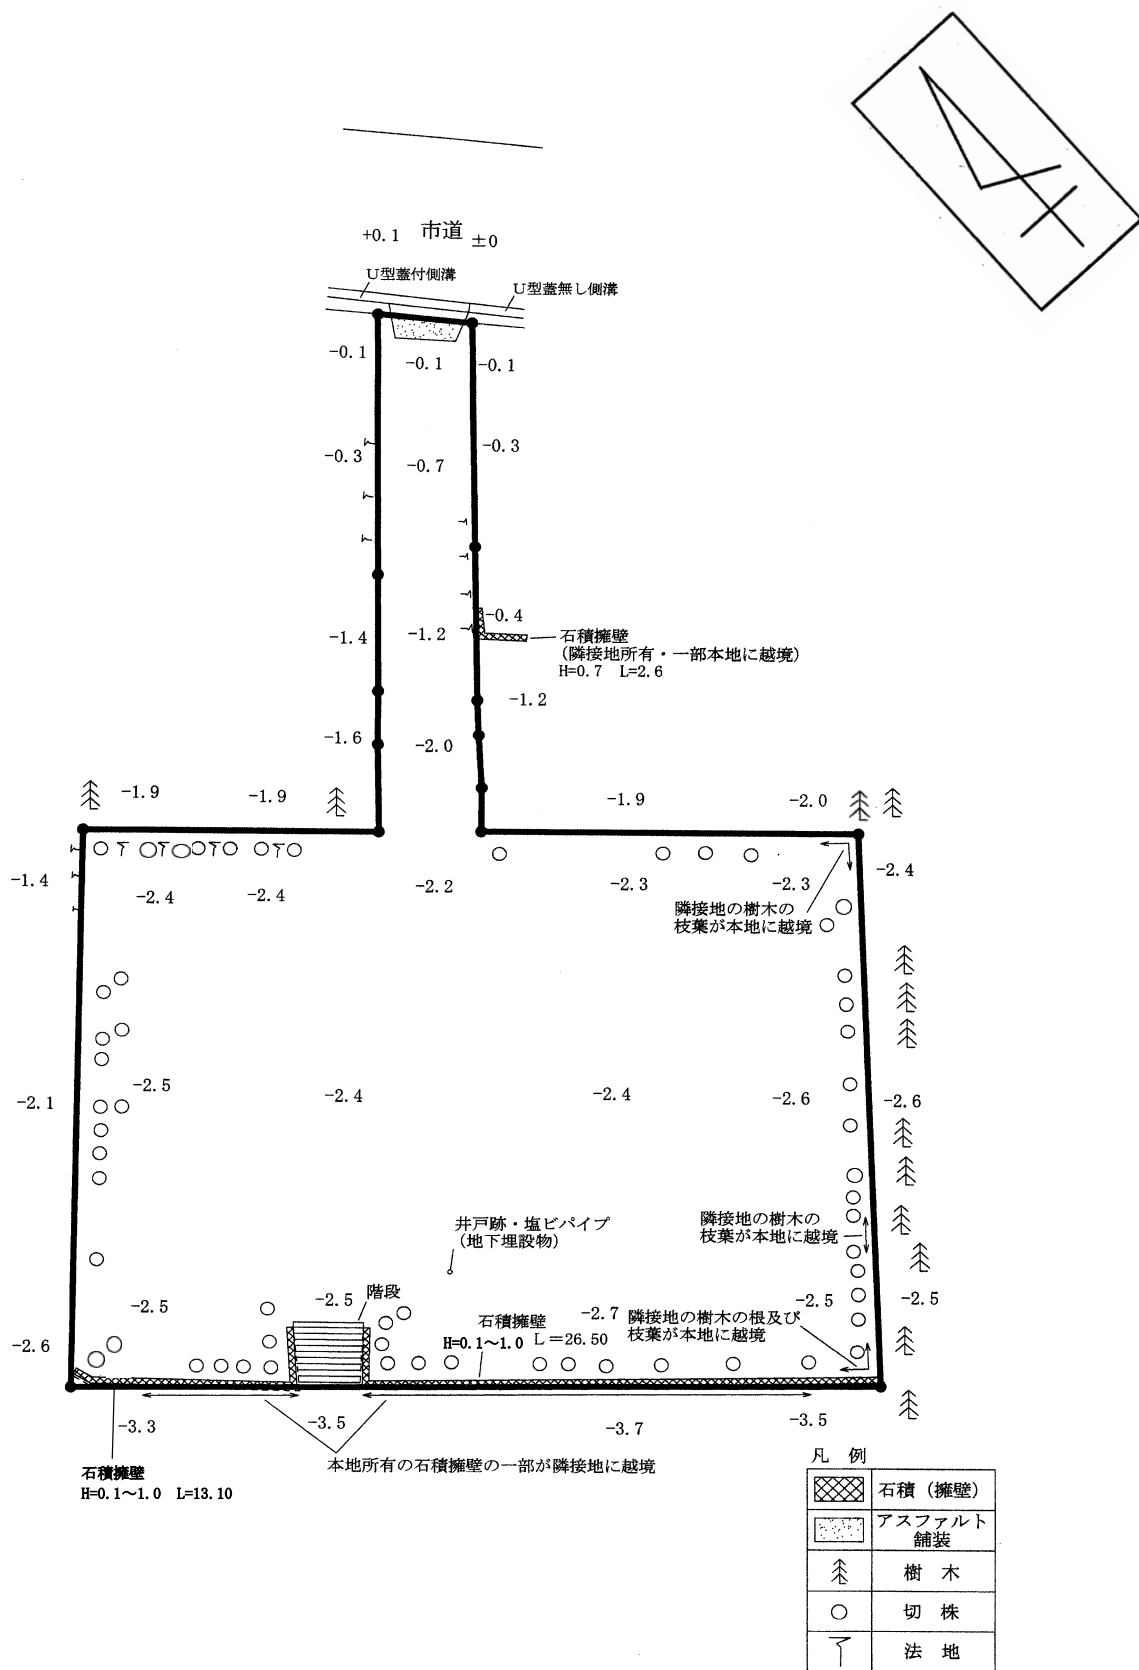 +0.1 市道 ±0
U型蓋付側溝
U型蓋無し側溝
-0.1 -0.1 -0.1
-0.3 -0.7 -0.3
-0.4
-1.4 -1.2
石積擁壁
(隣接地所有・一部本地に越境)
H=0.7 L=2.6
-1.2
-1.6 -2.0
-1.9 -1.9 -1.9 -2.0
-1.4 -2.4 -2.4 -2.2 -2.3 -2.3 -2.4
隣接地の樹木の
枝葉が本地に越境
-2.1 -2.5 -2.4 -2.4 -2.6 -2.6
井戸跡・塩ビパイプ
(地下埋設物)
隣接地の樹木の
枝葉が本地に越境
階段
-2.5 -2.5 -2.7 -2.5 -2.5
石積擁壁
H=0.1～1.0 L＝26.50
隣接地の樹木の根及び
枝葉が本地に越境
-2.6
-3.3 -3.5 -3.7 -3.5
本地所有の石積擁壁の一部が隣接地に越境
石積擁壁
H=0.1～1.0 L=13.10
凡 例
石積（擁壁）
アスファルト
舗装
樹 木
切 株
法 地